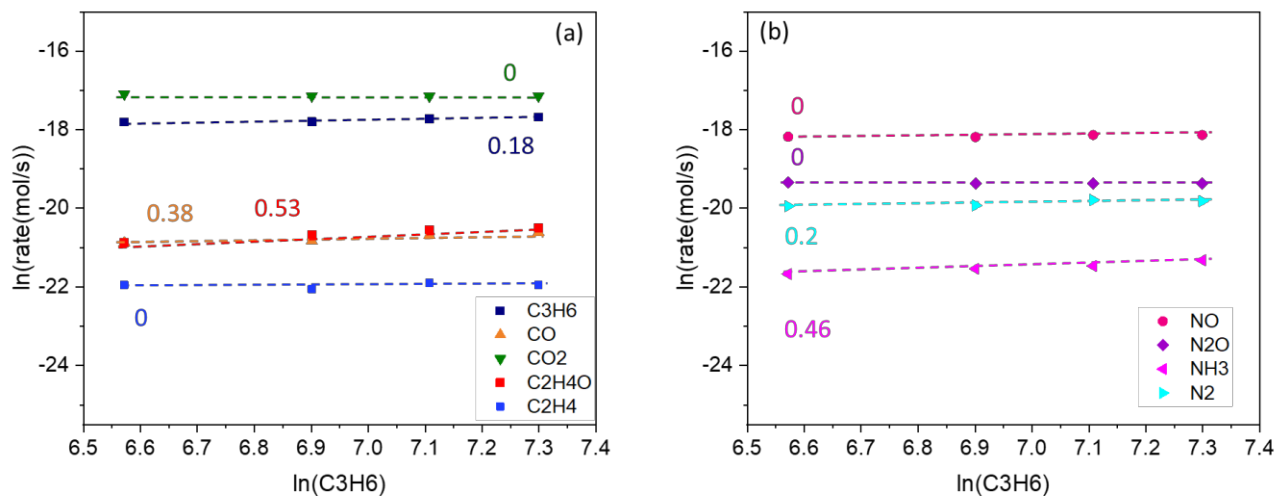 (a)
-16
-18
-20
-22
-24
ln(rate(mol/s))
0
0.18
0.38
0.53
0
C3H6
CO
CO2
C2H4O
C2H4
6.5 6.6 6.7 6.8 6.9 7.0 7.1 7.2 7.3 7.4
ln(C3H6)
(b)
-16
-18
-20
-22
-24
ln(rate(mol/s))
0
0
0.2
0.46
NO
N2O
NH3
N2
6.5 6.6 6.7 6.8 6.9 7.0 7.1 7.2 7.3 7.4
ln(C3H6)